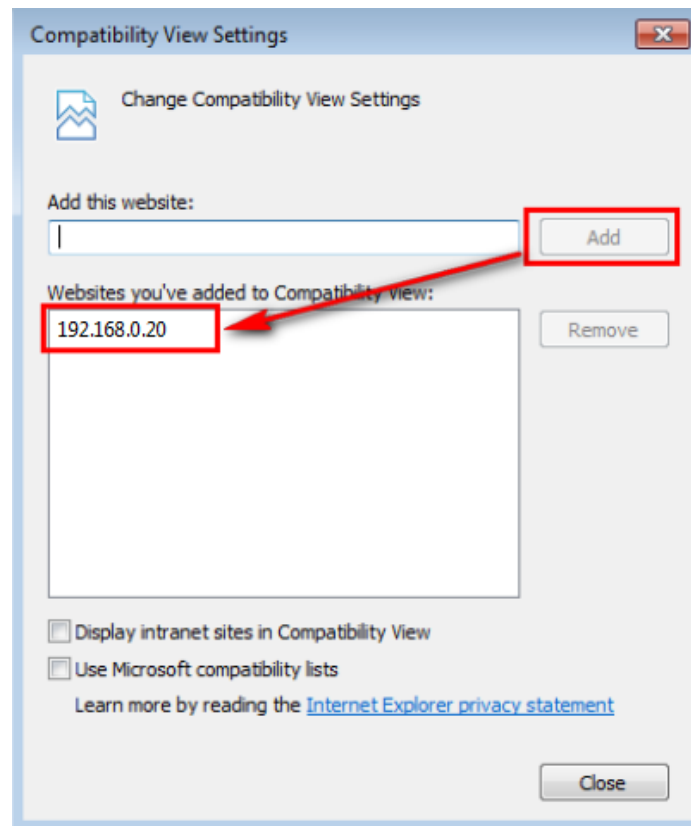 Compatibility View Settings
Change Compatibility View Settings
Add this website:
Add
Websites you've added to Compatibility View:
192.168.0.20
Remove
Display intranet sites in Compatibility View
Use Microsoft compatibility lists
Learn more by reading the Internet Explorer privacy statement
Close